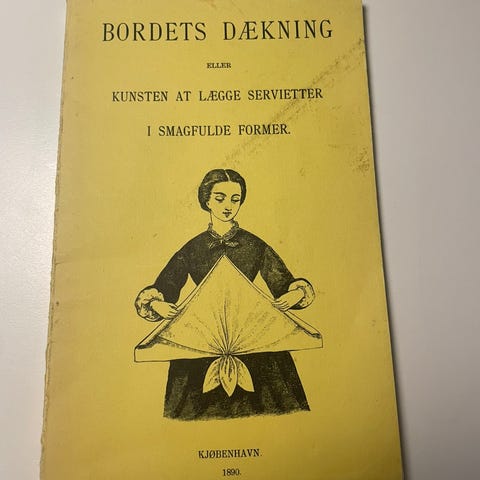 BORDETS DÆKNING
ELLER
KUNSTEN AT LÆGGE SERVIETTER
I SMAGFULDE FORMER.
KJØBENHAVN.
1890.